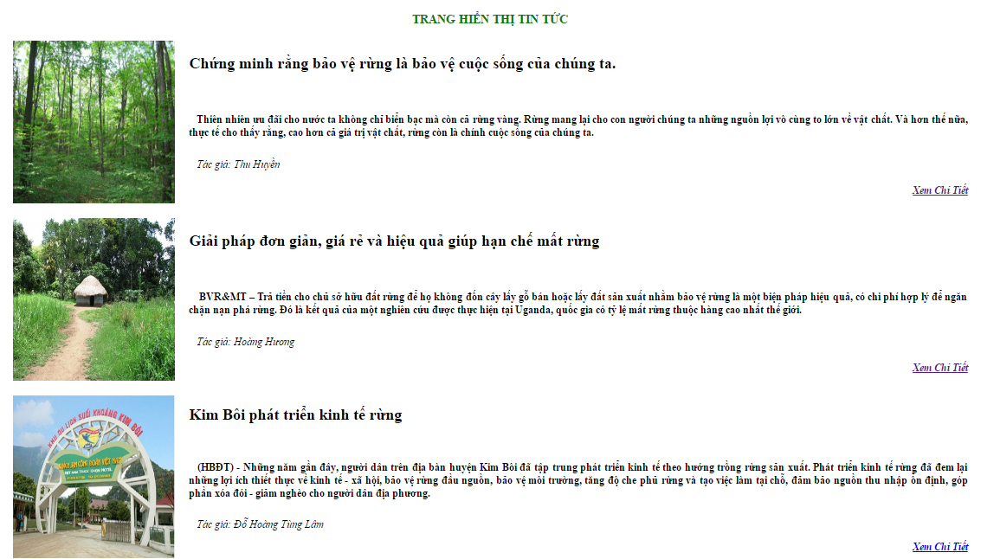 TRANG HIỂN THỊ TIN TỨC
Chứng minh rằng bảo vệ rừng là bảo vệ cuộc sống của chúng ta.
Thiên nhiên ưu đãi cho nước ta không chỉ biển bạc mà còn cả rừng vàng. Rừng mang lại cho con người chúng ta những nguồn lợi vô cùng to lớn về vật chất. Và hơn thế nữa,
thực tế cho thấy rằng, cao hơn cả giá trị vật chất, rừng còn là chính cuộc sống của chúng ta.
Tác giả: Thu Huyền
Xem Chi Tiết
Giải pháp đơn giản, giá rẻ và hiệu quả giúp hạn chế mất rừng
BVR&MT – Trả tiền cho chủ sở hữu đất rừng để họ không đốn cây lấy gỗ bán hoặc lấy đất sản xuất nhằm bảo vệ rừng là một biện pháp hiệu quả, có chi phí hợp lý để ngăn
chặn nạn phá rừng. Đó là kết quả của một nghiên cứu được thực hiện tại Uganda, quốc gia có tỷ lệ mất rừng thuộc hàng cao nhất thế giới.
Tác giả: Hoàng Hương
Xem Chi Tiết
KHU DU LỊCH SUỐI KHOÁNG KIM BÔI
Kim Bôi phát triển kinh tế rừng
(HBĐT) - Những năm gần đây, người dân trên địa bàn huyện Kim Bôi đã tập trung phát triển kinh tế theo hướng trồng rừng sản xuất. Phát triển kinh tế rừng đã đem lại
những lợi ích thiết thực về kinh tế - xã hội, bảo vệ rừng đầu nguồn, bảo vệ môi trường, tăng độ che phủ rừng và tạo việc làm tại chỗ, đảm bảo nguồn thu nhập ổn định, góp
phần xóa đói - giảm nghèo cho người dân địa phương.
Tác giả: Đỗ Hoàng Tùng Lâm
Xem Chi Tiết